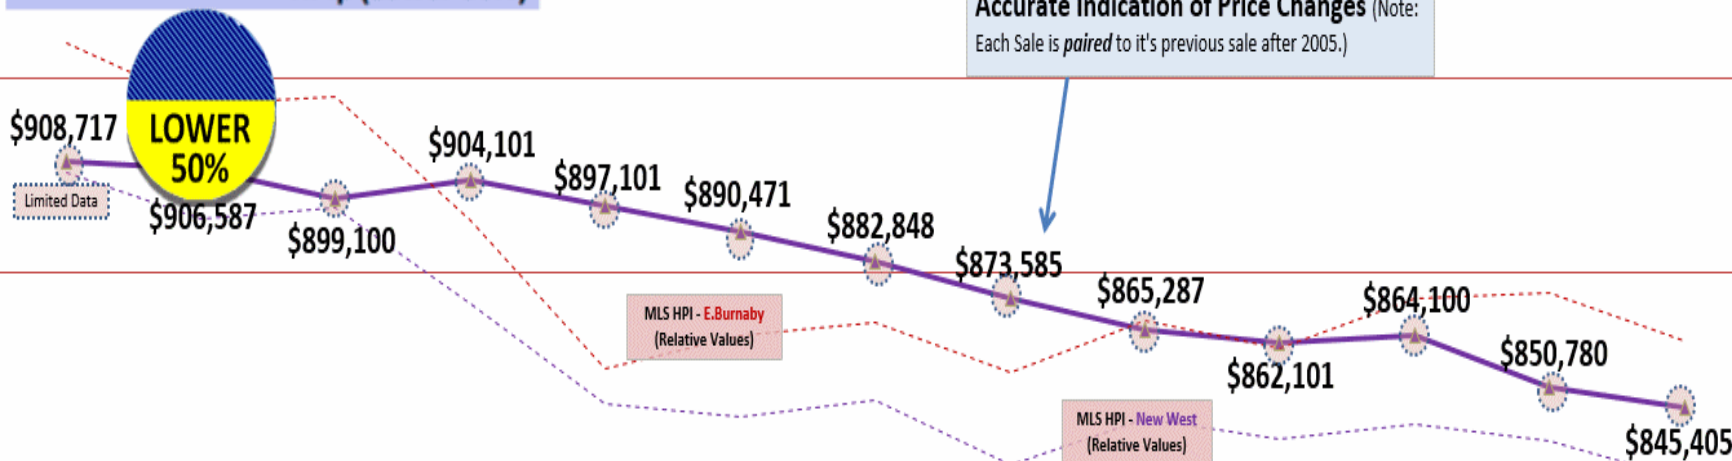 Accurate Indication of Price Changes (Note:
Each Sale is paired to it's previous sale after 2005.)
LOWER
50%
$908,717
Limited Data
$906,587
$899,100
$904,101
$897,101
$890,471
$882,848
$873,585
$865,287
$862,101
$864,100
$850,780
$845,405
MLS HPI - E.Burnaby
(Relative Values)
MLS HPI - New West
(Relative Values)